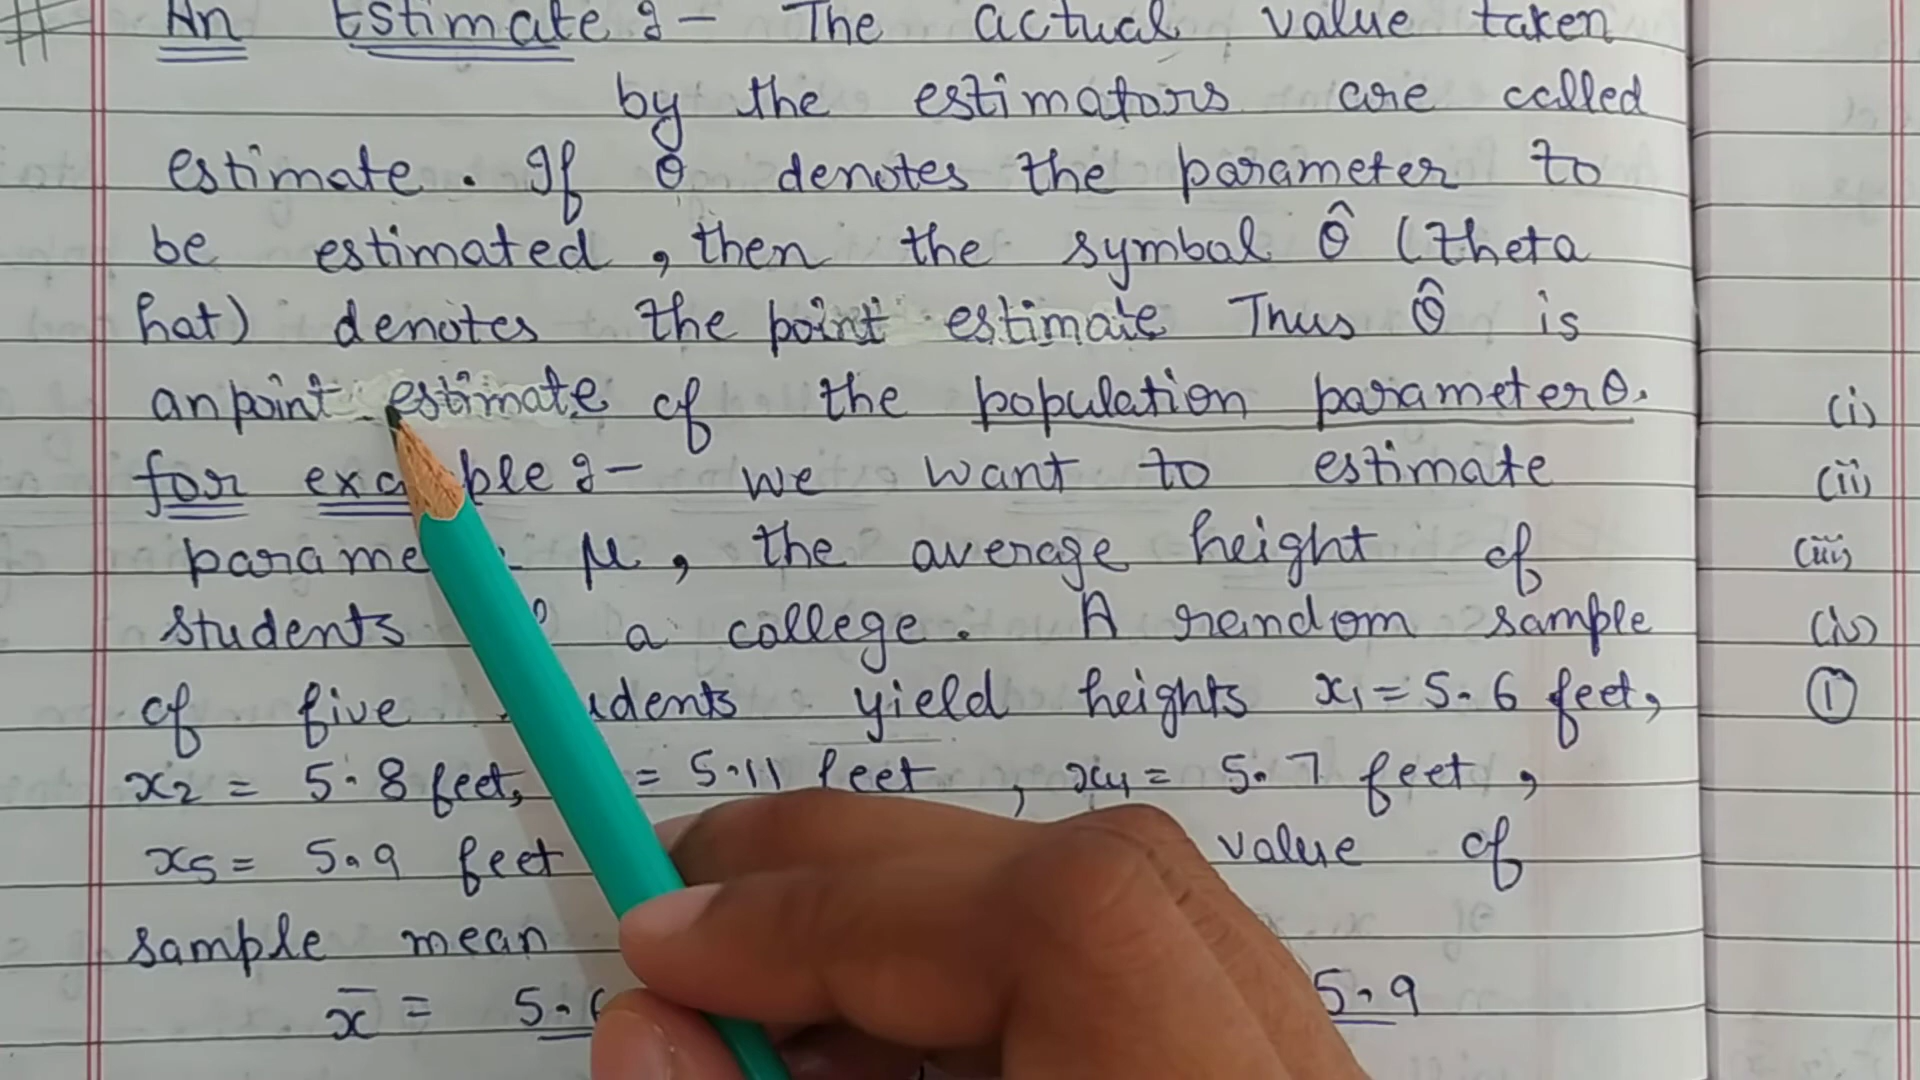 # An Estimate :- The actual value taken
by the estimators are called
estimate. If θ denotes the parameter to
be estimated, then the symbol θ̂ (theta
hat) denotes the point estimate Thus θ̂ is
an point estimate of the population parameter θ. (i)
for example :- we want to estimate (ii)
μ, the average height of (iii)
students a college. A random sample (iv)
of five yield heights x₁ = 5.6 feet, ①
x₂ = 5.8 feet, = 5.11 feet, x₄ = 5.7 feet,
x₅ = 5.9 feet value of
sample mean
x̄ = 5.9